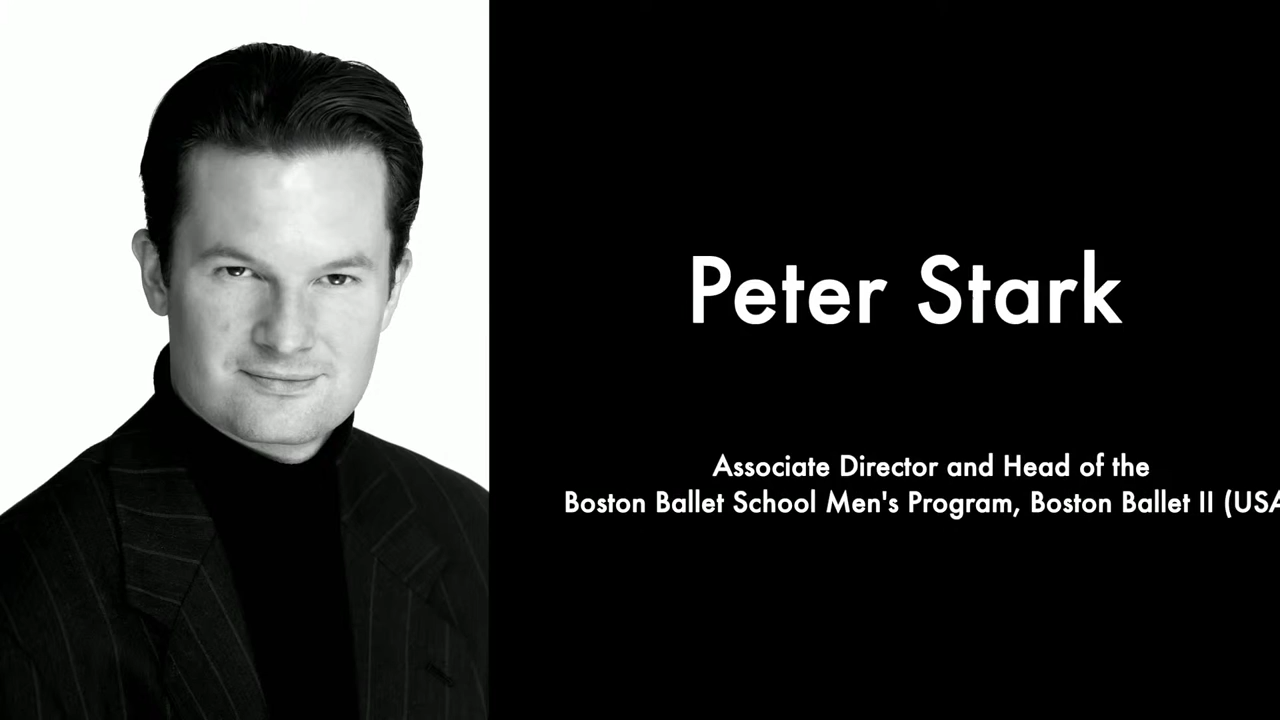 Peter Stark
Associate Director and Head of the
Boston Ballet School Men's Program, Boston Ballet II (USA